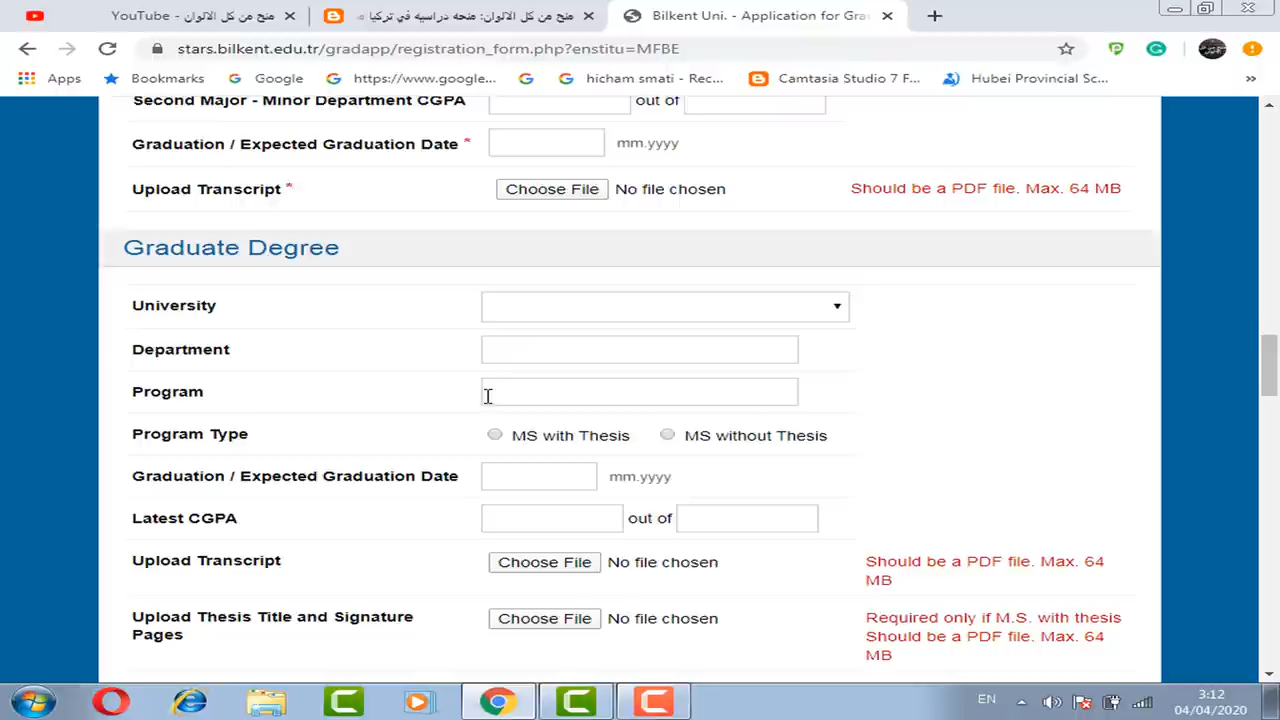 YouTube - منح من كل الالوان
منح من كل الالوان: منحه دراسيه في تركيا م
Bilkent Uni. - Application for Gra
stars.bilkent.edu.tr/gradapp/registration_form.php?enstitu=MFBE
Apps Bookmarks Google https://www.google... hicham smati - Rec... Camtasia Studio 7 F... Hubei Provincial Sc... »
Second Major - Minor Department CGPA out of
Graduation / Expected Graduation Date * mm.yyyy
Upload Transcript * Choose File No file chosen Should be a PDF file. Max. 64 MB
Graduate Degree
University
Department
Program
Program Type MS with Thesis MS without Thesis
Graduation / Expected Graduation Date mm.yyyy
Latest CGPA out of
Upload Transcript Choose File No file chosen Should be a PDF file. Max. 64
MB
Upload Thesis Title and Signature Choose File No file chosen Required only if M.S. with thesis
Pages Should be a PDF file. Max. 64
MB
EN 3:12
04/04/2020